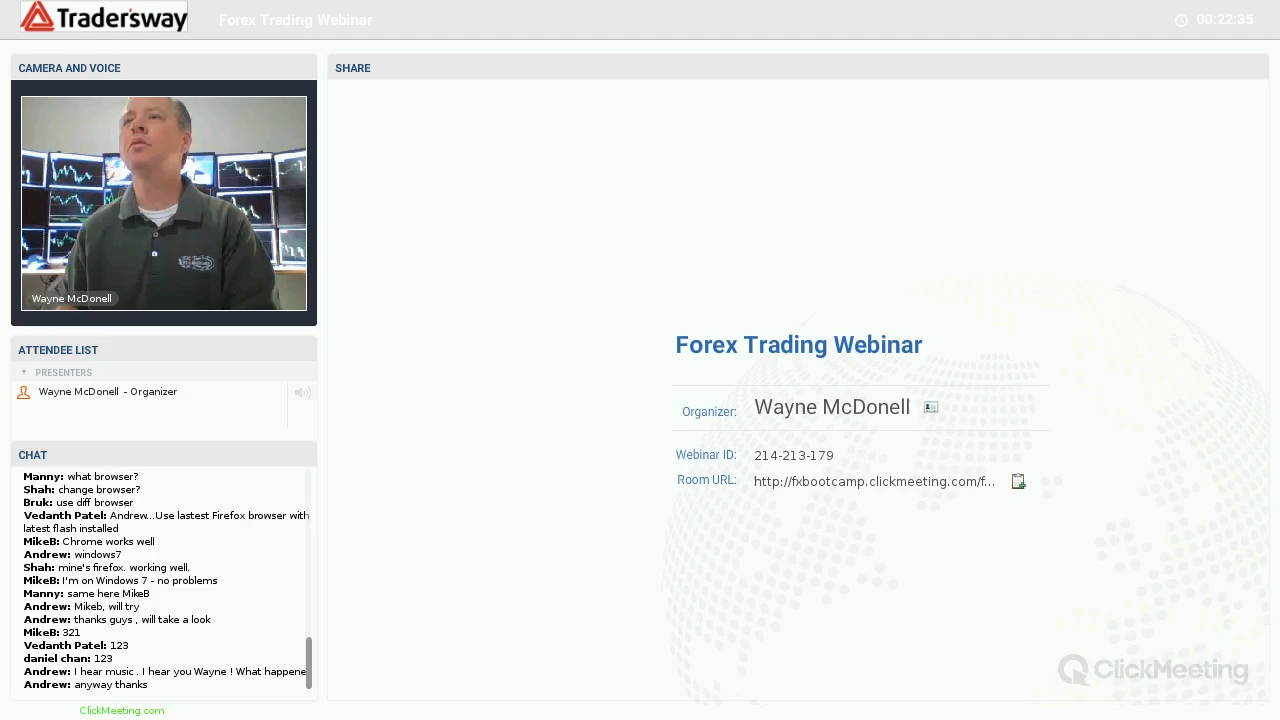 Tradersway
Forex Trading Webinar
00:22:35
CAMERA AND VOICE
Wayne McDonell
ATTENDEE LIST
PRESENTERS
Wayne McDonell - Organizer
CHAT
Manny: what browser?
Shah: change browser?
Bruk: use diff browser
Vedanth Patel: Andrew...Use lastest Firefox browser with
latest flash installed
MikeB: Chrome works well
Andrew: windows7
Shah: mine's firefox. working well.
MikeB: I'm on Windows 7 - no problems
Manny: same here MikeB
Andrew: Mikeb, will try
Andrew: thanks guys , will take a look
MikeB: 321
Vedanth Patel: 123
daniel chan: 123
Andrew: I hear music . I hear you Wayne ! What happene
Andrew: anyway thanks
ClickMeeting.com
SHARE
Forex Trading Webinar
Organizer: Wayne McDonell
Webinar ID: 214-213-179
Room URL: http://fxbootcamp.clickmeeting.com/f...
ClickMeeting